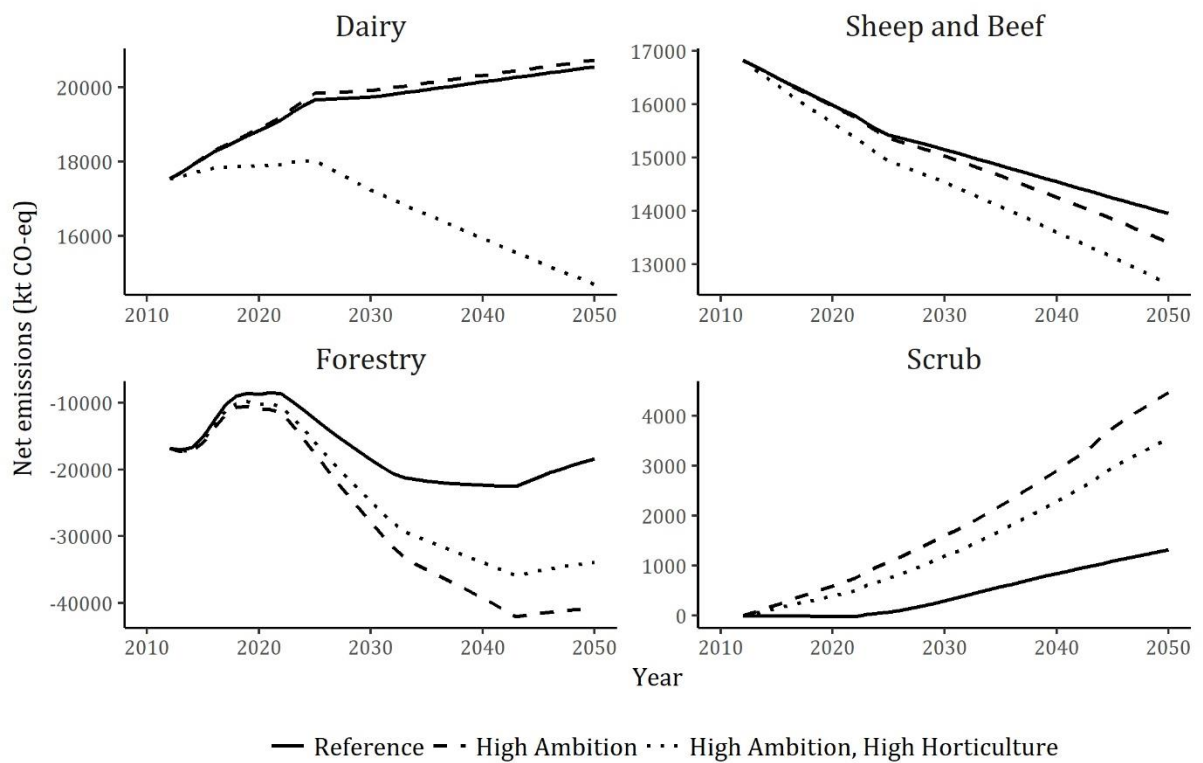 Dairy
Sheep and Beef
20000
18000
16000
2010 2020 2030 2040 2050
17000
16000
15000
14000
13000
2010 2020 2030 2040 2050
Net emissions (kt CO-eq)
Forestry
Scrub
-10000
-20000
-30000
-40000
2010 2020 2030 2040 2050
4000
3000
2000
1000
0
2010 2020 2030 2040 2050
Year
Reference High Ambition High Ambition, High Horticulture